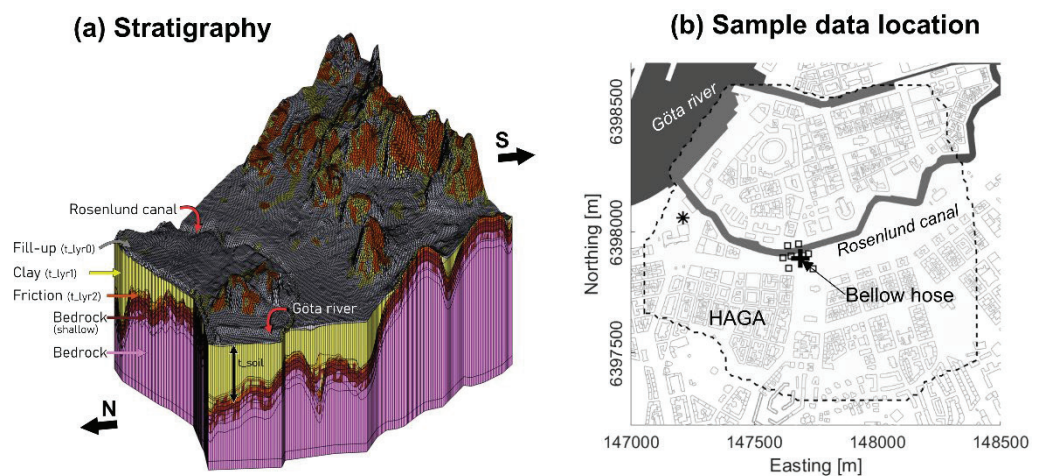 (a) Stratigraphy
S
Rosenlund canal
Fill-up (t_lyr0)
Clay (t_lyr1)
Friction (t_lyr2)
Bedrock
(shallow)
Bedrock
Göta river
t_soil
N
(b) Sample data location
Göta river
Rosenlund canal
Bellow hose
HAGA
Northing [m]
6398500
6398000
6397500
147000
147500
148000
148500
Easting [m]